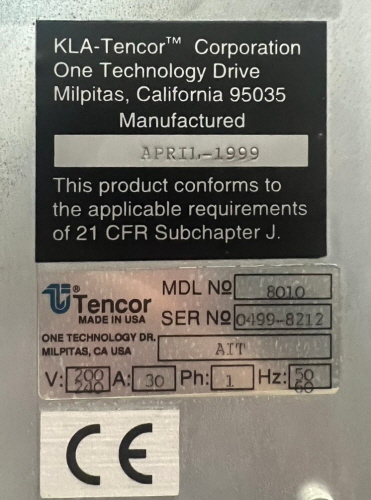 KLA-Tencor™ Corporation
One Technology Drive
Milpitas, California 95035
Manufactured
APRIL-1999
This product conforms to
the applicable requirements
of 21 CFR Subchapter J.
Tencor®
MADE IN USA
ONE TECHNOLOGY DR.
MILPITAS, CA USA
MDL № 8010
SER № 0499-8212
AIT
V: 200 240 A: 30 Ph: 1 Hz: 50 60
CE